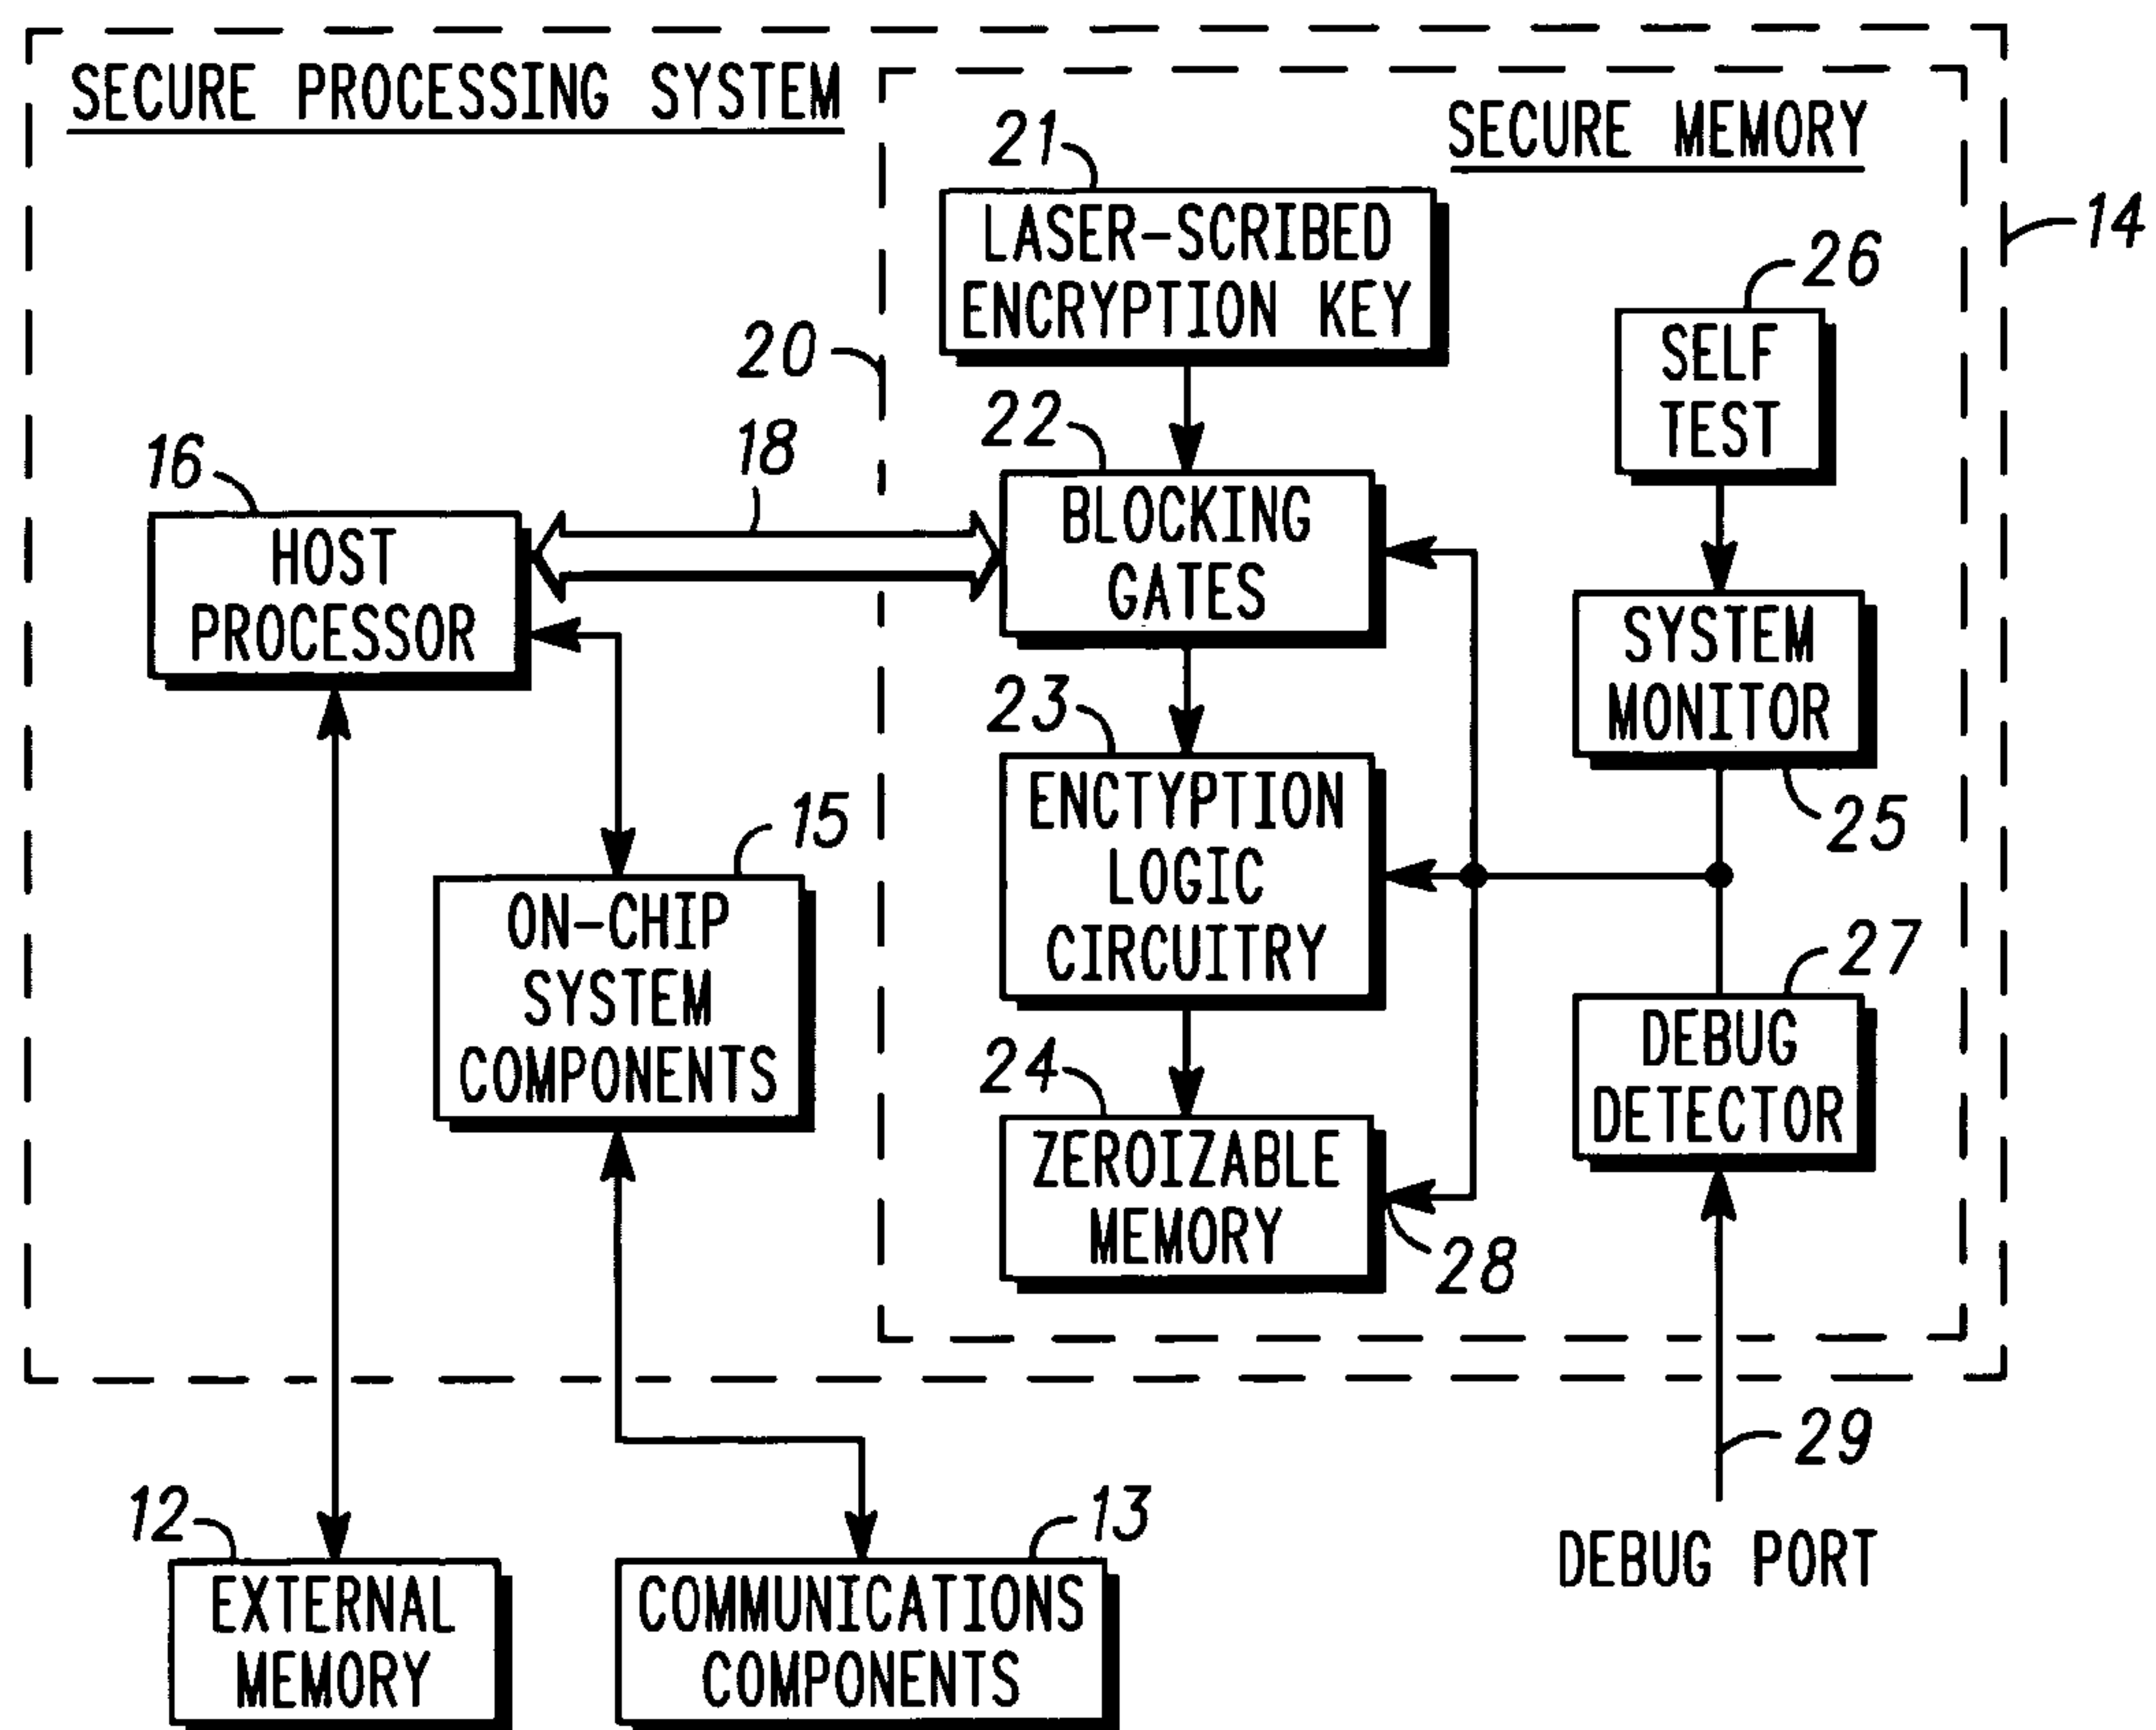 SECURE PROCESSING SYSTEM
SECURE MEMORY
21
LASER-SCRIBED
ENCRYPTION KEY
14
26
SELF
TEST
20
22
18
BLOCKING
GATES
16
HOST
PROCESSOR
SYSTEM
MONITOR
25
23
ENCTYPTION
LOGIC
CIRCUITRY
15
ON-CHIP
SYSTEM
COMPONENTS
27
DEBUG
DETECTOR
24
ZEROIZABLE
MEMORY
28
29
DEBUG PORT
12
EXTERNAL
MEMORY
13
COMMUNICATIONS
COMPONENTS